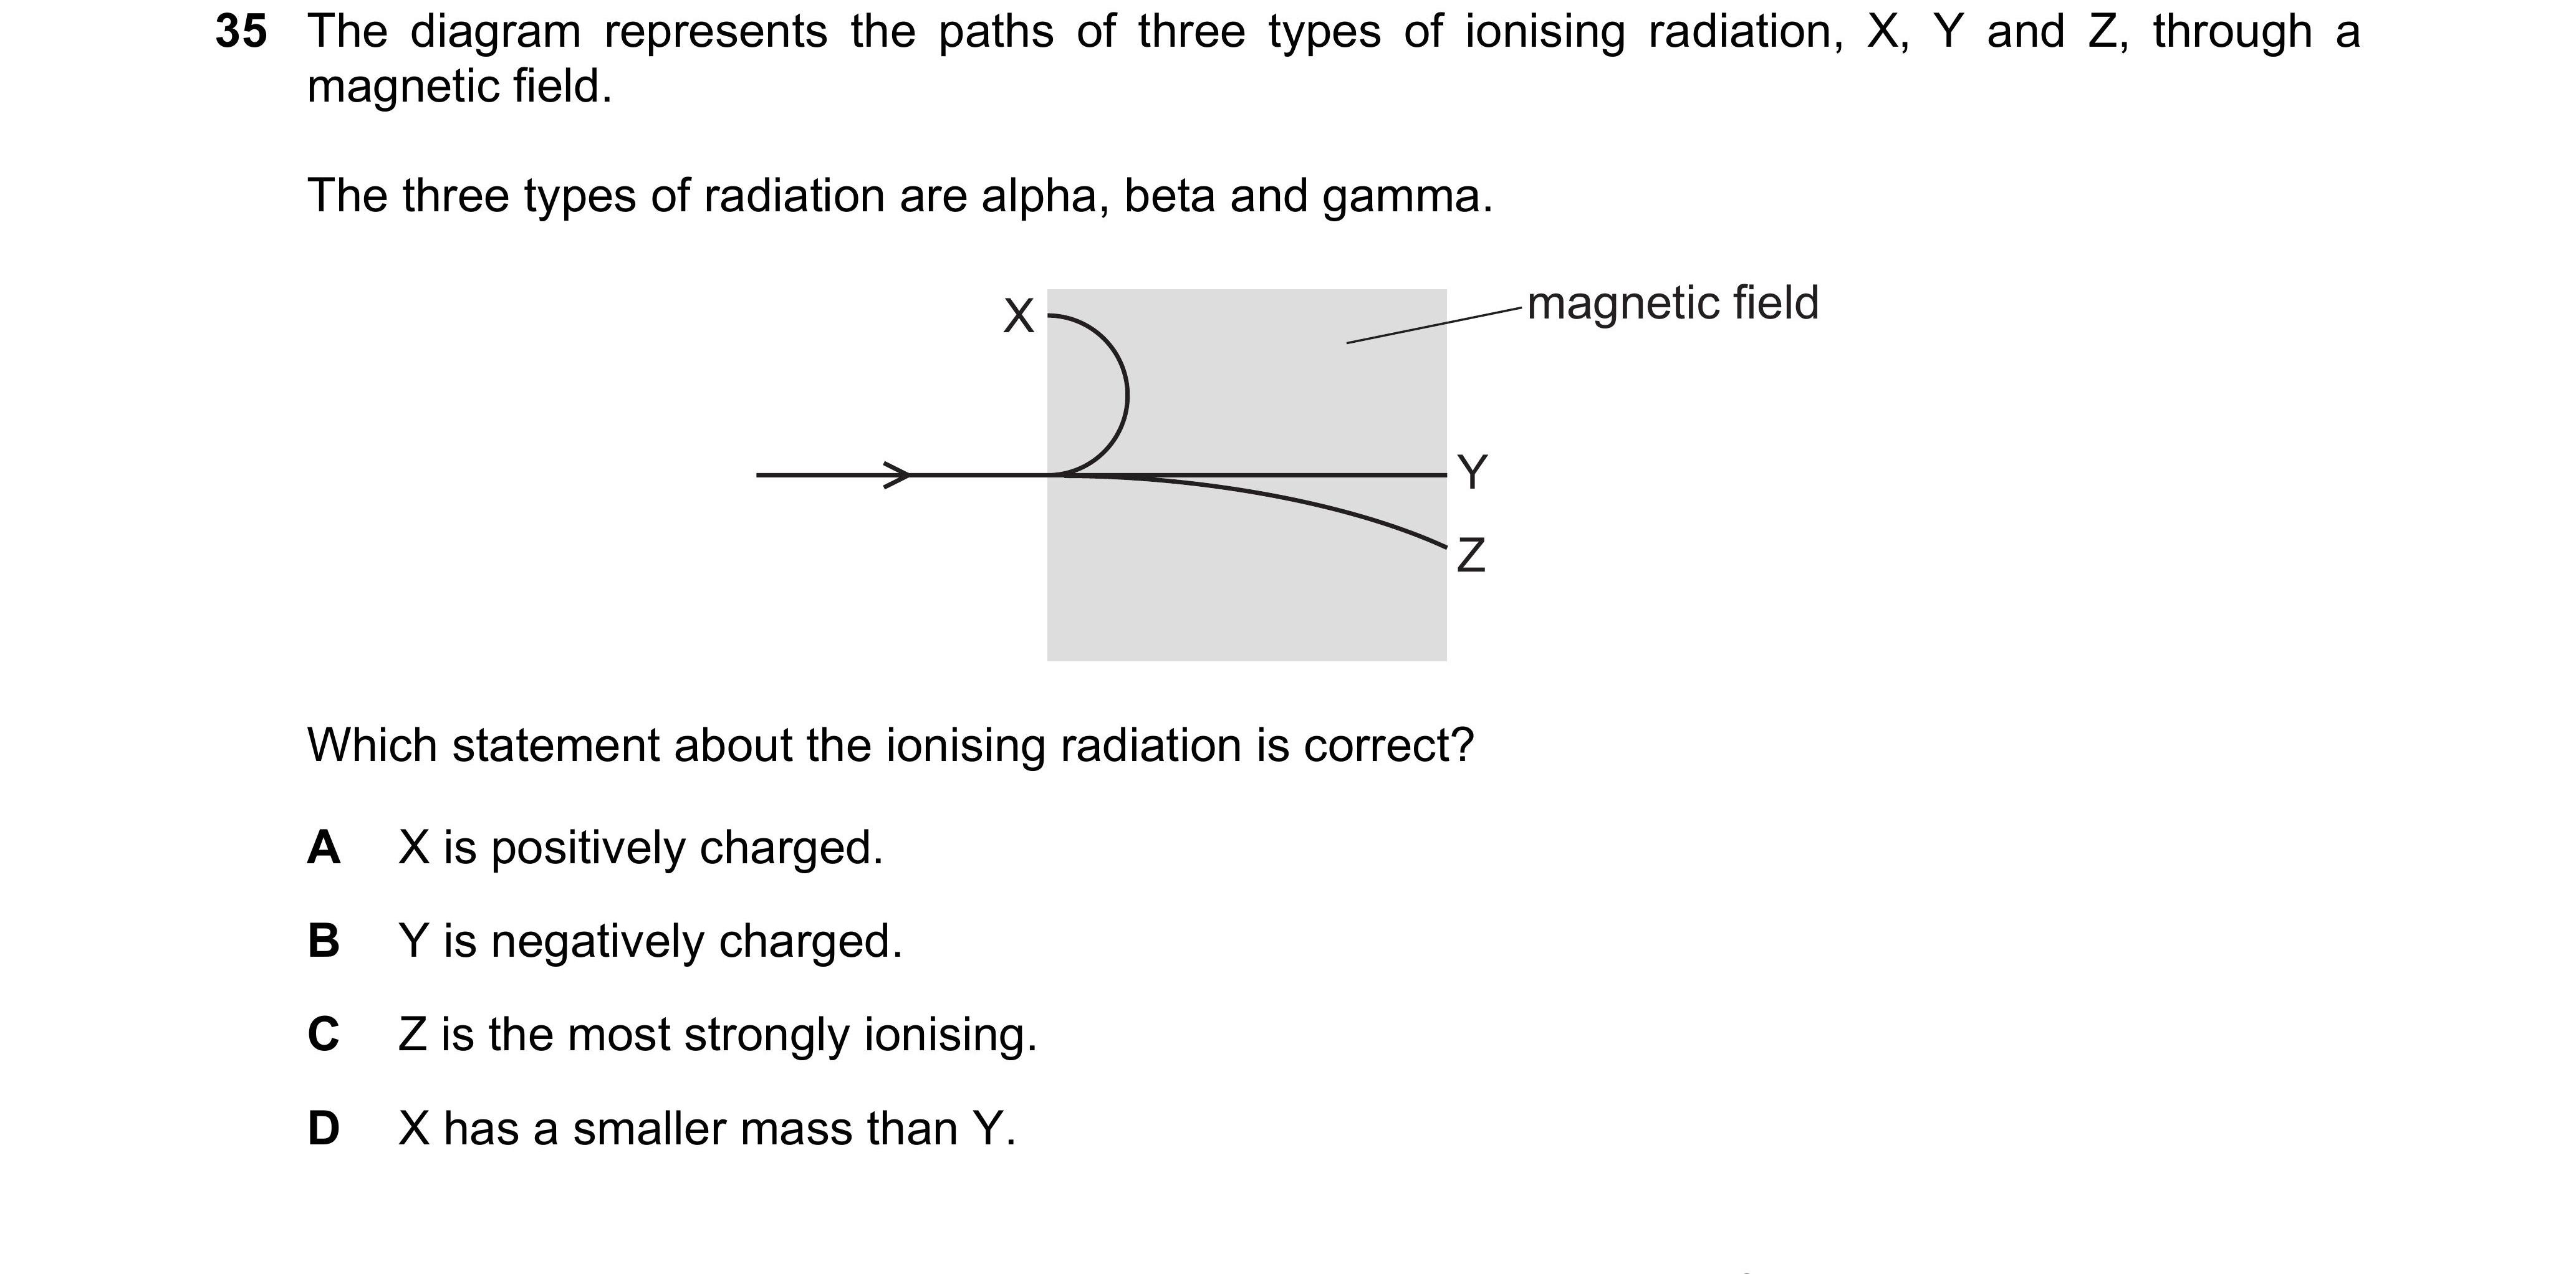 35 The diagram represents the paths of three types of ionising radiation, X, Y and Z, through a
magnetic field.
The three types of radiation are alpha, beta and gamma.
X
magnetic field
Y
Z
Which statement about the ionising radiation is correct?
A X is positively charged.
B Y is negatively charged.
C Z is the most strongly ionising.
D X has a smaller mass than Y.